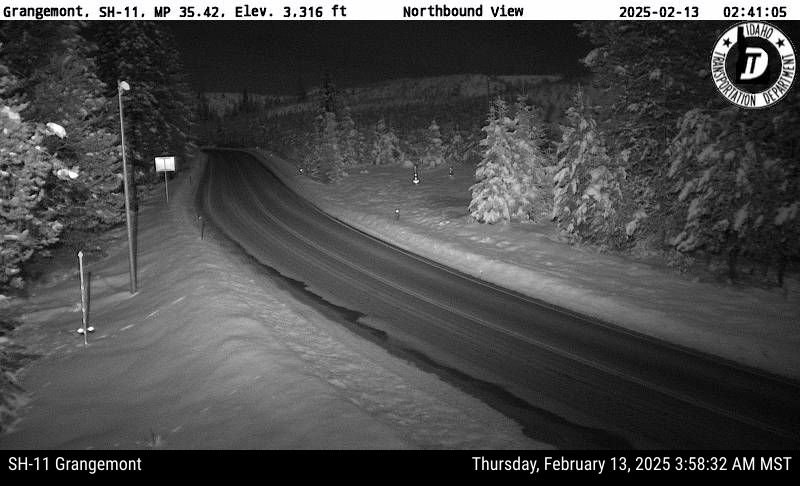 Grangemont, SH-11, MP 35.42, Elev. 3,316 ft Northbound View 2025-02-13 02:41:05
IDAHO
TRANSPORTATION DEPARTMENT
SH-11 Grangemont Thursday, February 13, 2025 3:58:32 AM MST